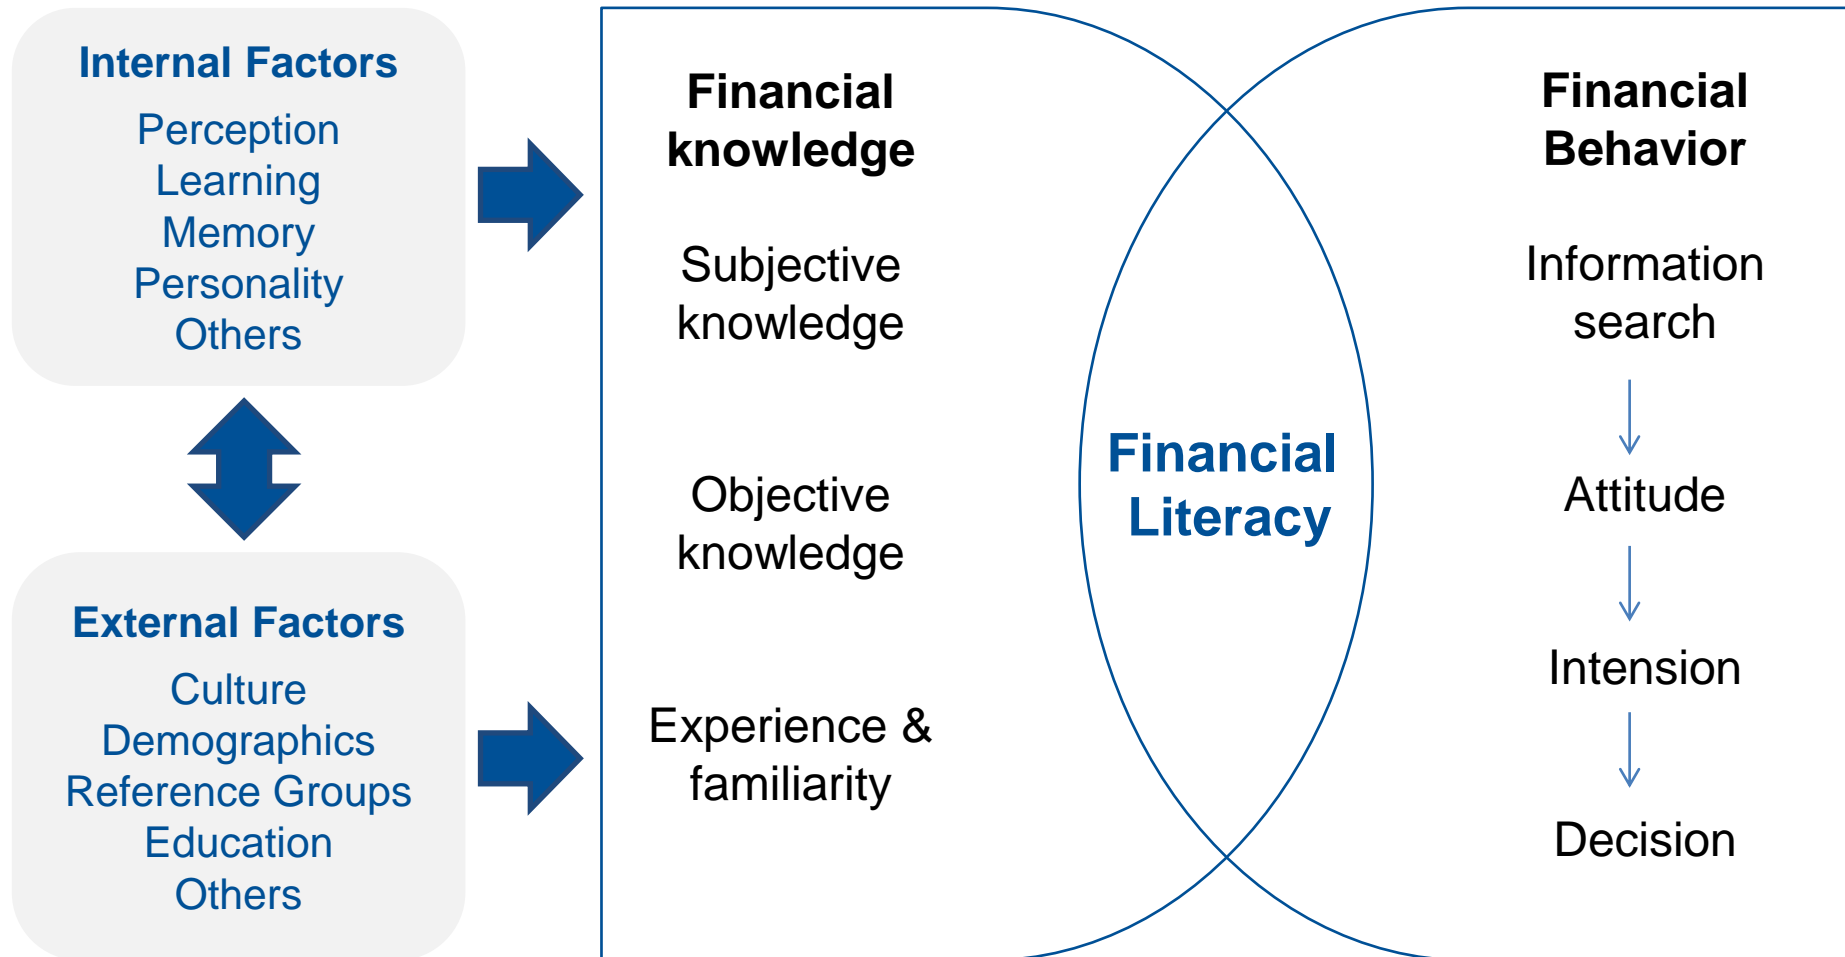 Internal Factors
Perception
Learning
Memory
Personality
Others
External Factors
Culture
Demographics
Reference Groups
Education
Others
Financial
knowledge
Subjective
knowledge
Objective
knowledge
Experience &
familiarity
Financial
Literacy
Financial
Behavior
Information
search
Attitude
Intension
Decision